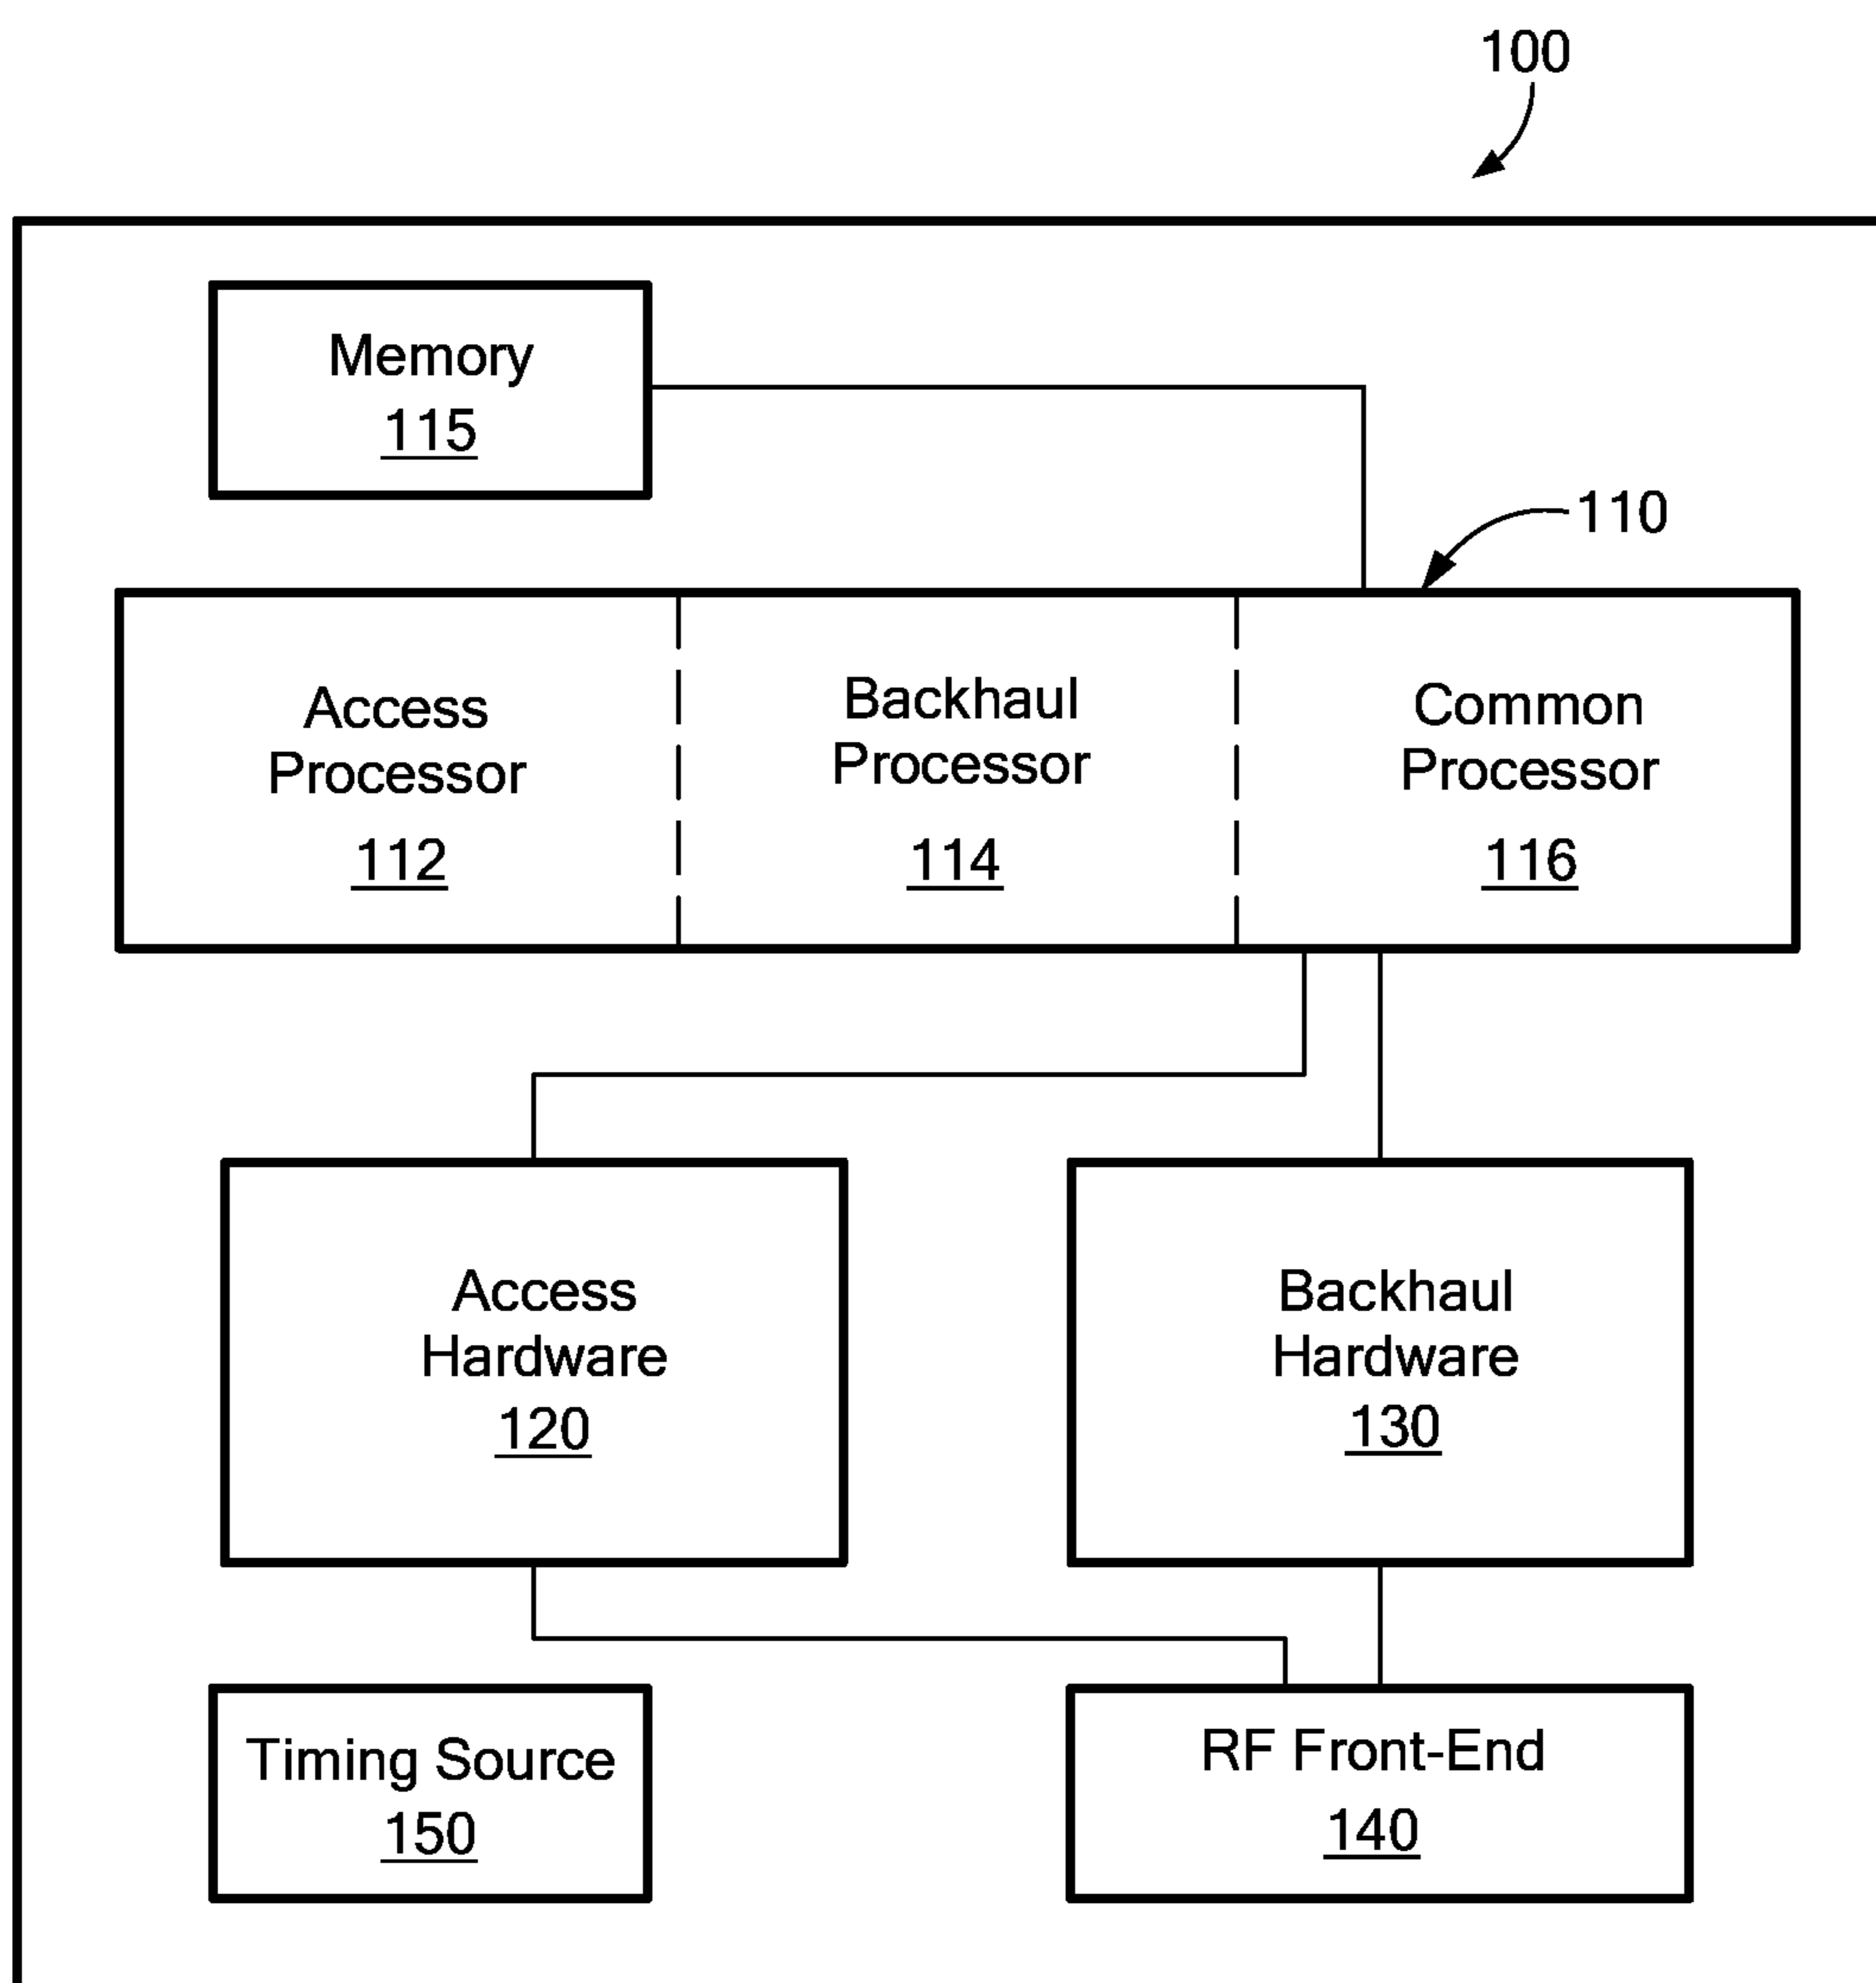 100
Memory
115
110
Access
Processor
112
Backhaul
Processor
114
Common
Processor
116
Access
Hardware
120
Backhaul
Hardware
130
Timing Source
150
RF Front-End
140